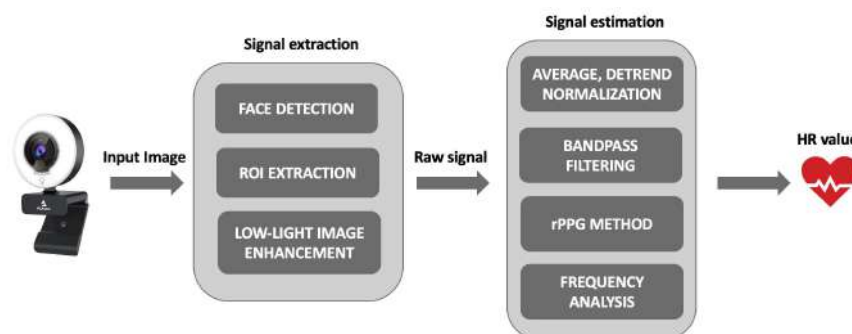 Signal extraction
FACE DETECTION
ROI EXTRACTION
LOW-LIGHT IMAGE
ENHANCEMENT
Input Image
Raw signal
Signal estimation
AVERAGE, DETREND
NORMALIZATION
BANDPASS
FILTERING
rPPG METHOD
FREQUENCY
ANALYSIS
HR value